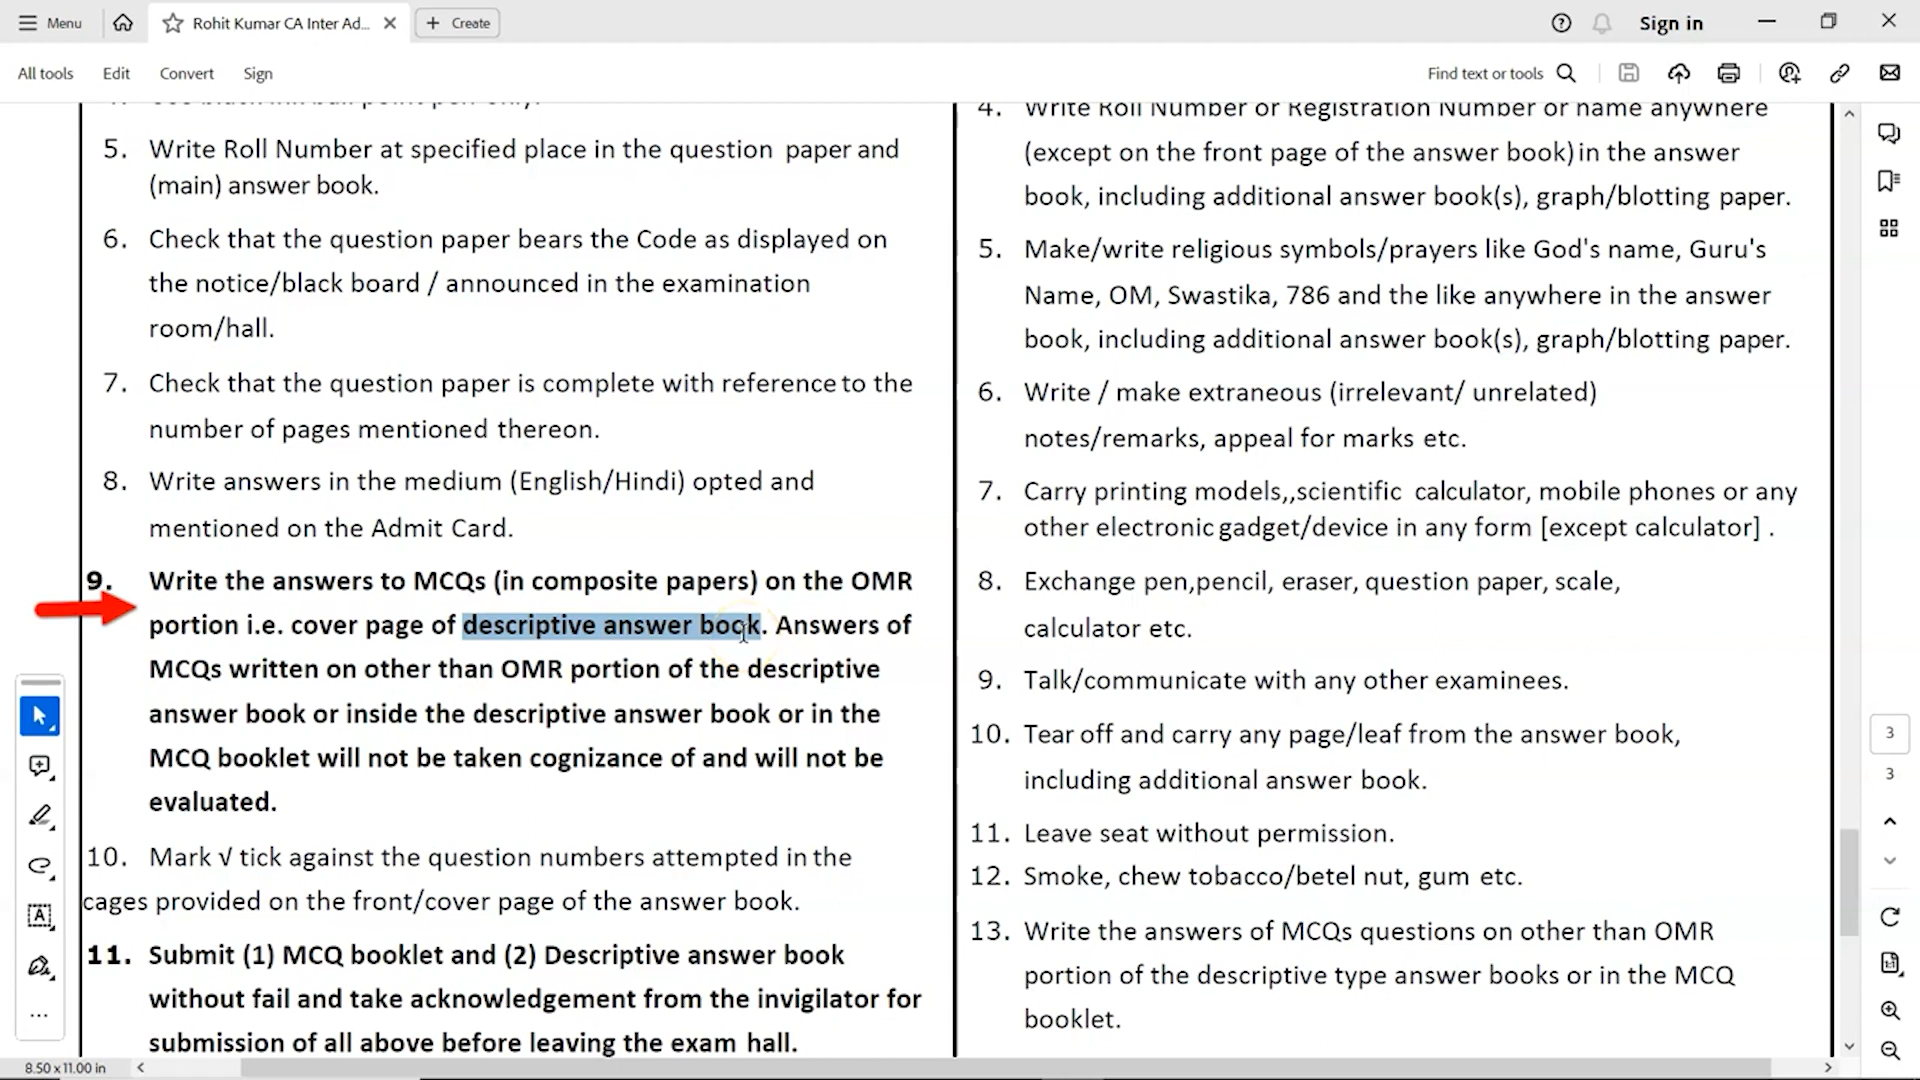 Menu
Rohit Kumar CA Inter Ad...
Create
Sign in
All tools
Edit
Convert
Sign
Find text or tools
5. Write Roll Number at specified place in the question paper and
(main) answer book.
6. Check that the question paper bears the Code as displayed on
the notice/black board / announced in the examination
room/hall.
7. Check that the question paper is complete with reference to the
number of pages mentioned thereon.
8. Write answers in the medium (English/Hindi) opted and
mentioned on the Admit Card.
9. Write the answers to MCQs (in composite papers) on the OMR
portion i.e. cover page of descriptive answer book. Answers of
MCQs written on other than OMR portion of the descriptive
answer book or inside the descriptive answer book or in the
MCQ booklet will not be taken cognizance of and will not be
evaluated.
10. Mark √ tick against the question numbers attempted in the
cages provided on the front/cover page of the answer book.
11. Submit (1) MCQ booklet and (2) Descriptive answer book
without fail and take acknowledgement from the invigilator for
submission of all above before leaving the exam hall.
4. Write Roll Number or Registration Number or name anywhere
(except on the front page of the answer book) in the answer
book, including additional answer book(s), graph/blotting paper.
5. Make/write religious symbols/prayers like God's name, Guru's
Name, OM, Swastika, 786 and the like anywhere in the answer
book, including additional answer book(s), graph/blotting paper.
6. Write / make extraneous (irrelevant/ unrelated)
notes/remarks, appeal for marks etc.
7. Carry printing models,,scientific calculator, mobile phones or any
other electronic gadget/device in any form [except calculator] .
8. Exchange pen,pencil, eraser, question paper, scale,
calculator etc.
9. Talk/communicate with any other examinees.
10. Tear off and carry any page/leaf from the answer book,
including additional answer book.
11. Leave seat without permission.
12. Smoke, chew tobacco/betel nut, gum etc.
13. Write the answers of MCQs questions on other than OMR
portion of the descriptive type answer books or in the MCQ
booklet.
3
3
8.50 x 11.00 in